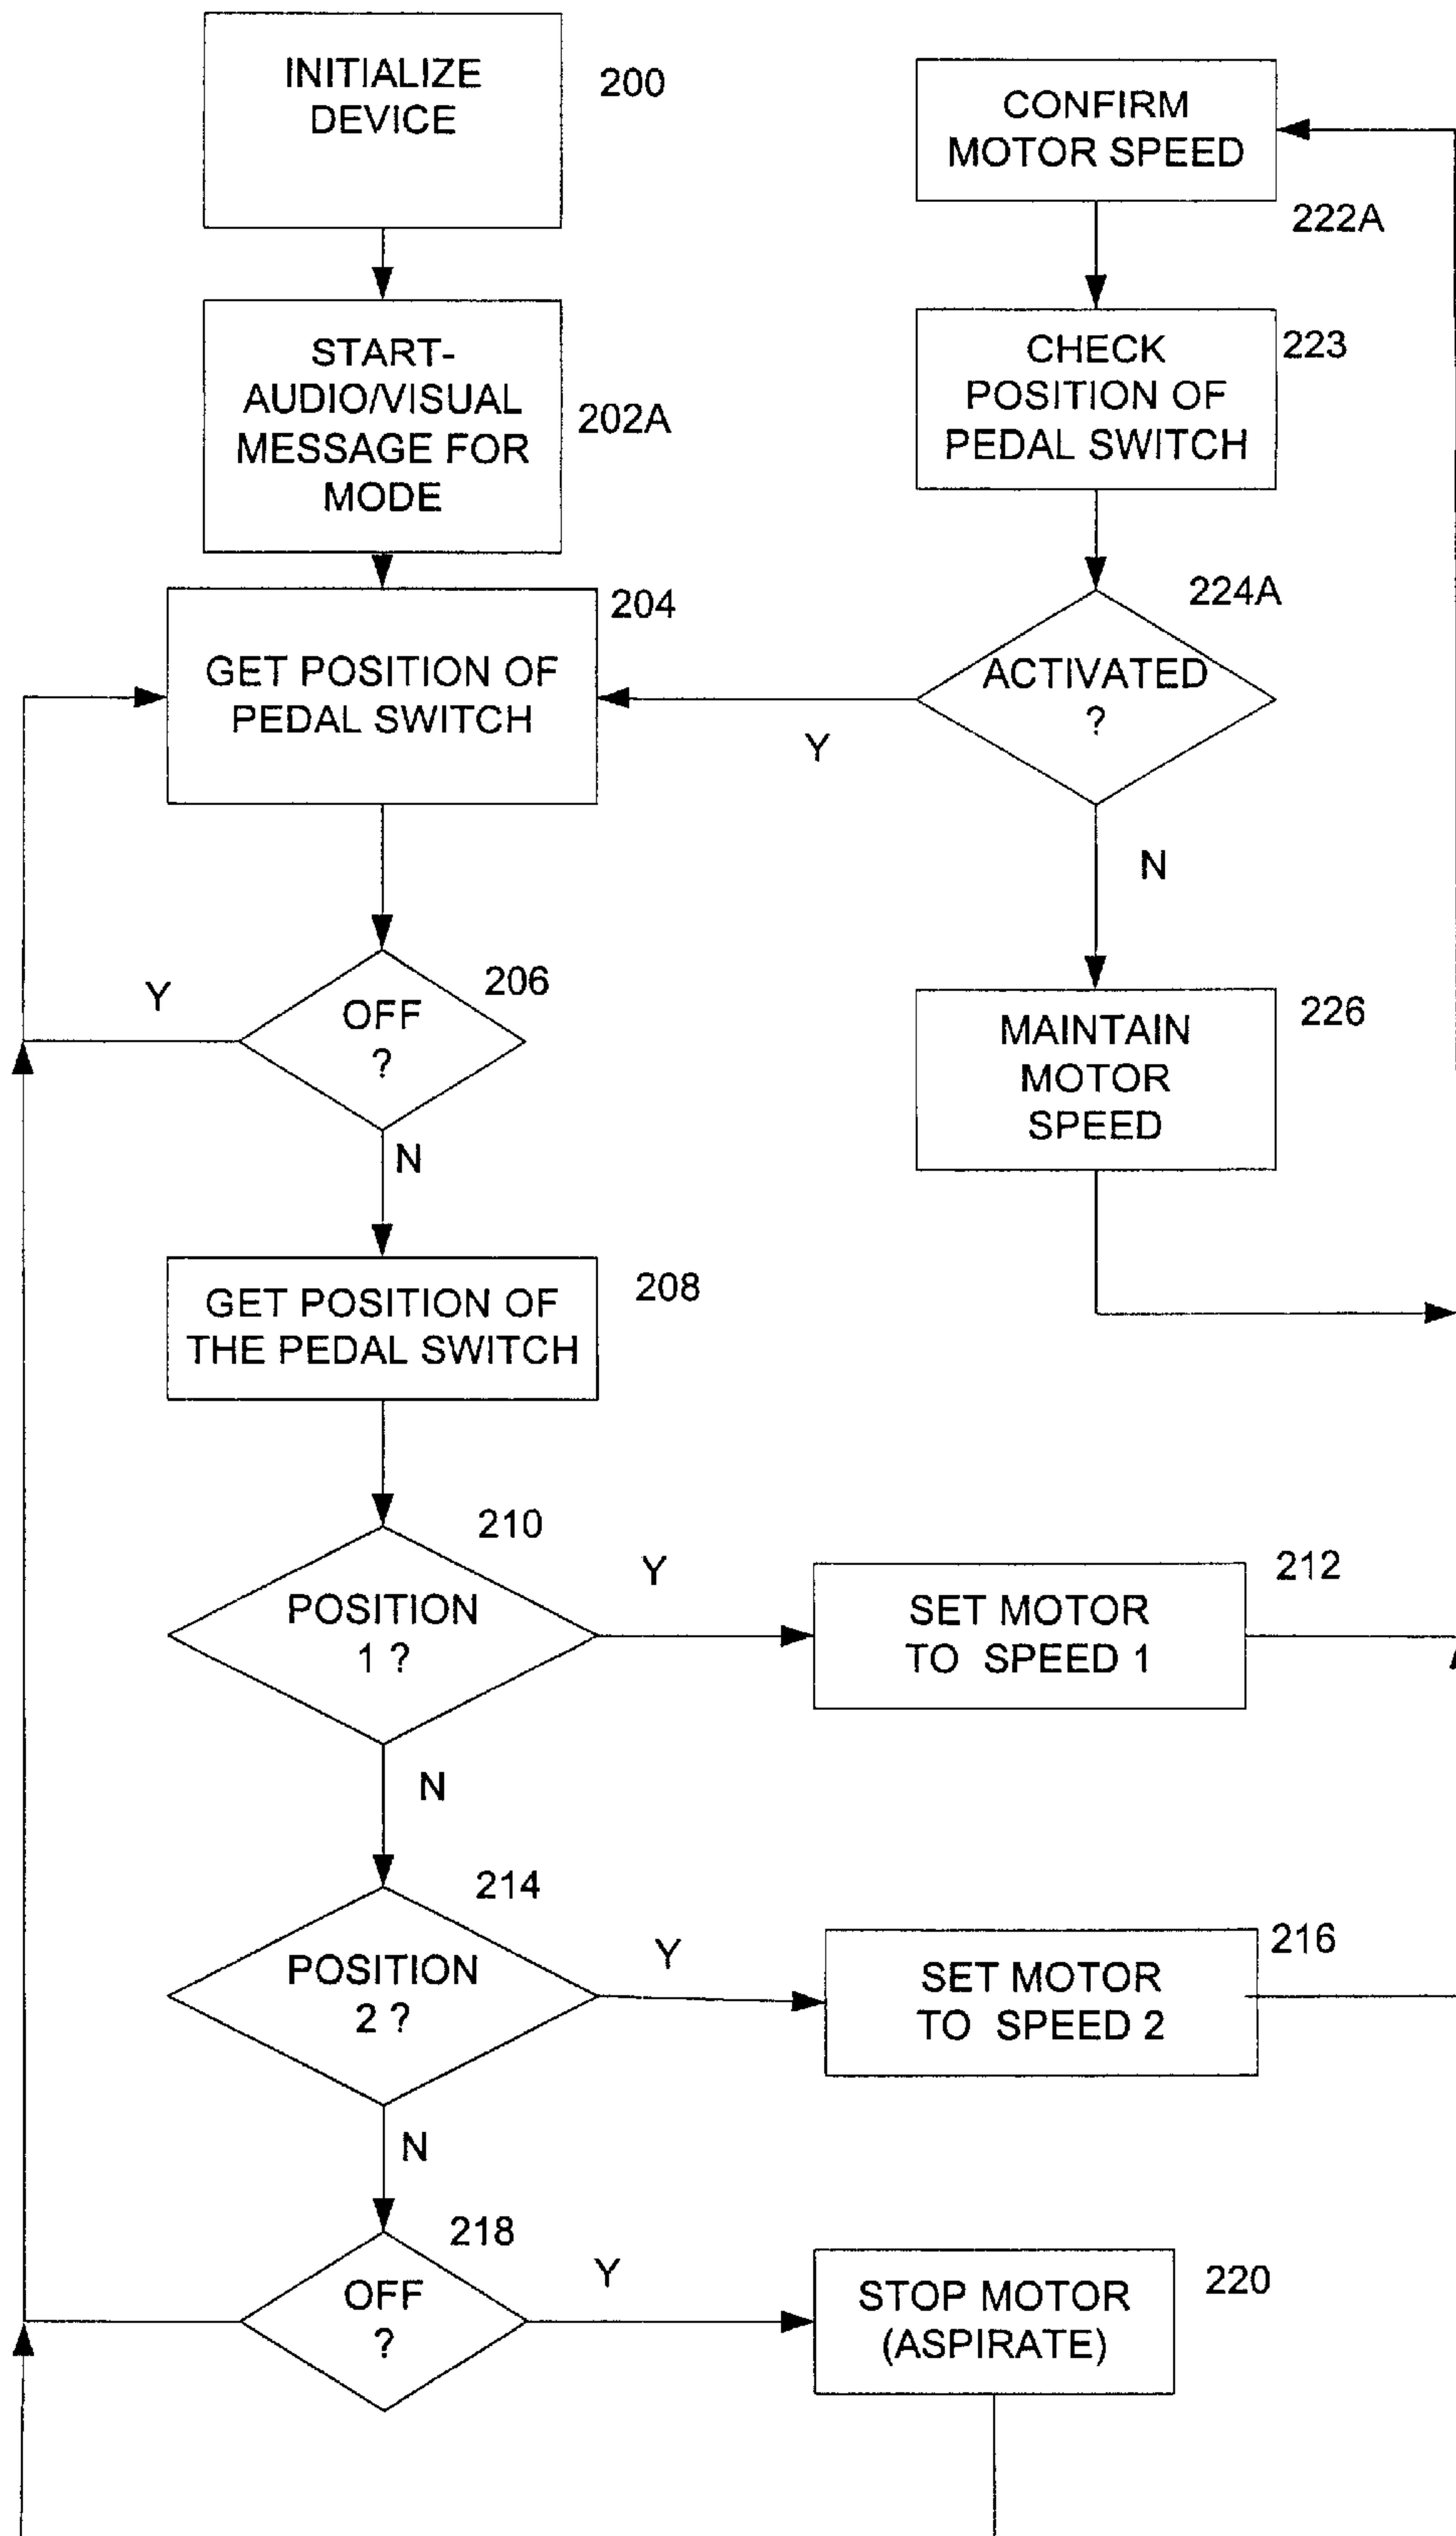 INITIALIZE
DEVICE
200
START-
AUDIO/VISUAL
MESSAGE FOR
MODE
202A
GET POSITION OF
PEDAL SWITCH
204
OFF
?
206
Y
N
GET POSITION OF
THE PEDAL SWITCH
208
POSITION
1 ?
210
Y
N
SET MOTOR
TO SPEED 1
212
POSITION
2 ?
214
Y
N
SET MOTOR
TO SPEED 2
216
OFF
?
218
Y
STOP MOTOR
(ASPIRATE)
220
CONFIRM
MOTOR SPEED
222A
CHECK
POSITION OF
PEDAL SWITCH
223
ACTIVATED
?
224A
Y
N
MAINTAIN
MOTOR
SPEED
226